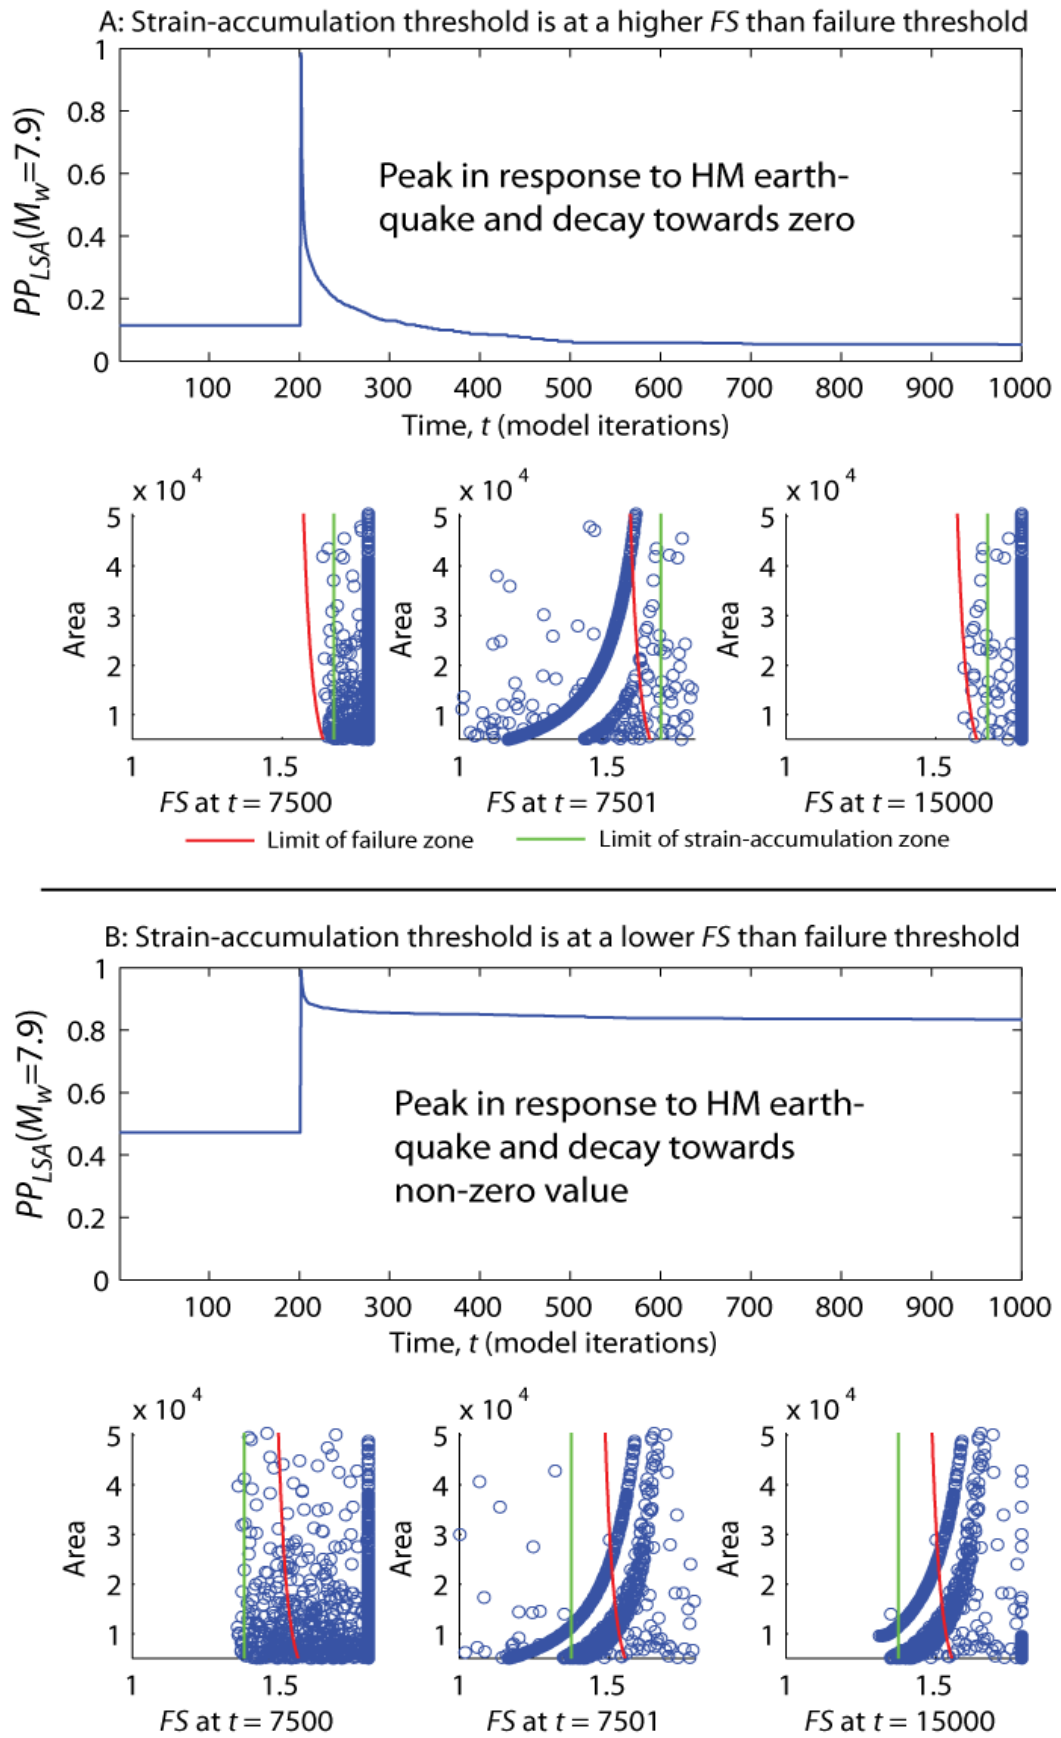 A: Strain-accumulation threshold is at a higher FS than failure threshold
PP_LSA(M_w=7.9)
1
0.8
0.6
0.4
0.2
0
Peak in response to HM earth-
quake and decay towards zero
100 200 300 400 500 600 700 800 900 1000
Time, t (model iterations)
x 10 4 x 10 4 x 10 4
Area Area Area
5 5 5
4 4 4
3 3 3
2 2 2
1 1 1
1 1.5 1 1.5 1 1.5
FS at t = 7500 FS at t = 7501 FS at t = 15000
Limit of failure zone Limit of strain-accumulation zone
B: Strain-accumulation threshold is at a lower FS than failure threshold
PP_LSA(M_w=7.9)
1
0.8
0.6
0.4
0.2
0
Peak in response to HM earth-
quake and decay towards
non-zero value
100 200 300 400 500 600 700 800 900 1000
Time, t (model iterations)
x 10 4 x 10 4 x 10 4
Area Area Area
5 5 5
4 4 4
3 3 3
2 2 2
1 1 1
1 1.5 1 1.5 1 1.5
FS at t = 7500 FS at t = 7501 FS at t = 15000